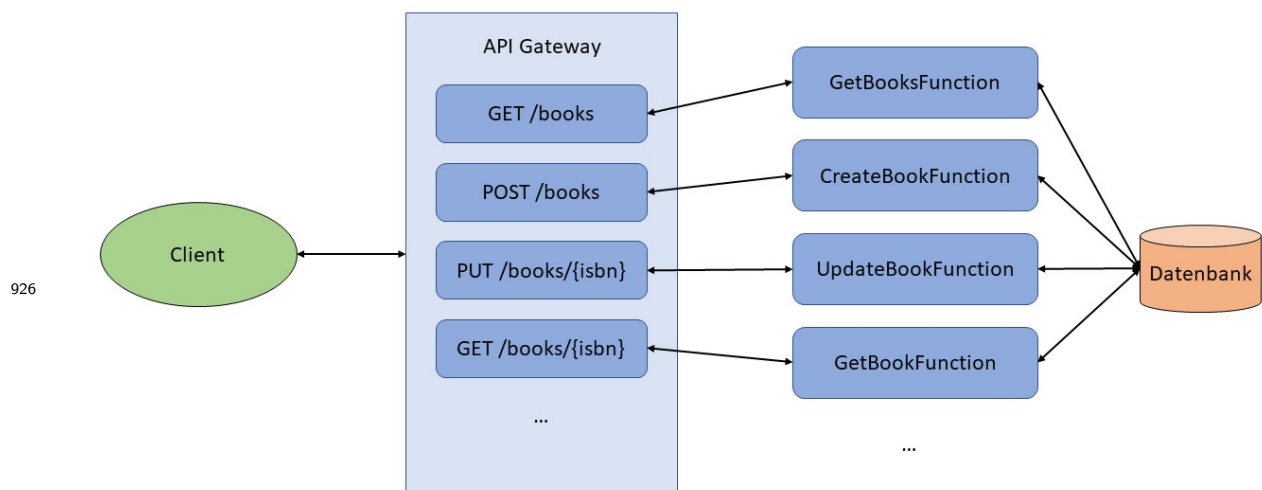 API Gateway
GET /books
POST /books
PUT /books/{isbn}
GET /books/{isbn}
...
GetBooksFunction
CreateBookFunction
UpdateBookFunction
GetBookFunction
...
Client
Datenbank
926